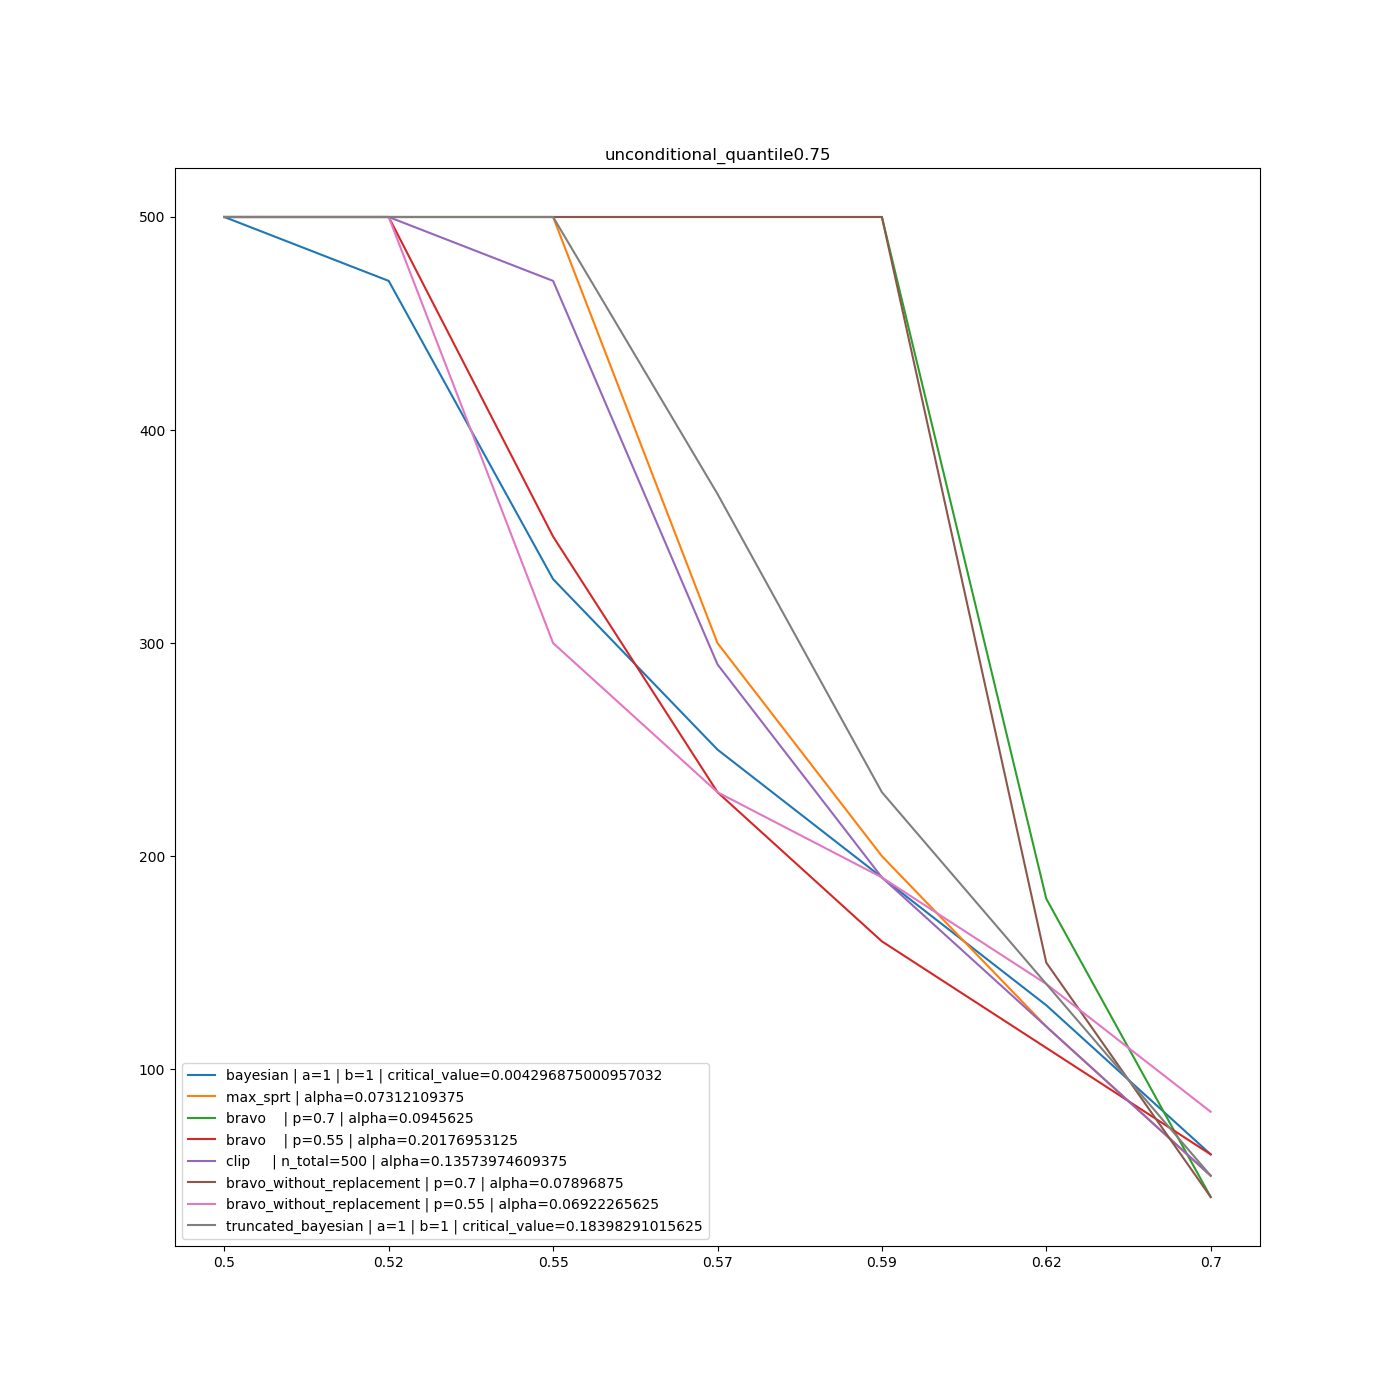 unconditional_quantile0.75
500
400
300
200
100
bayesian | a=1 | b=1 | critical_value=0.004296875000957032
max_sprt | alpha=0.07312109375
bravo    | p=0.7 | alpha=0.0945625
bravo    | p=0.55 | alpha=0.20176953125
clip     | n_total=500 | alpha=0.13573974609375
bravo_without_replacement | p=0.7 | alpha=0.07896875
bravo_without_replacement | p=0.55 | alpha=0.06922265625
truncated_bayesian | a=1 | b=1 | critical_value=0.18398291015625
0.5 0.52 0.55 0.57 0.59 0.62 0.7